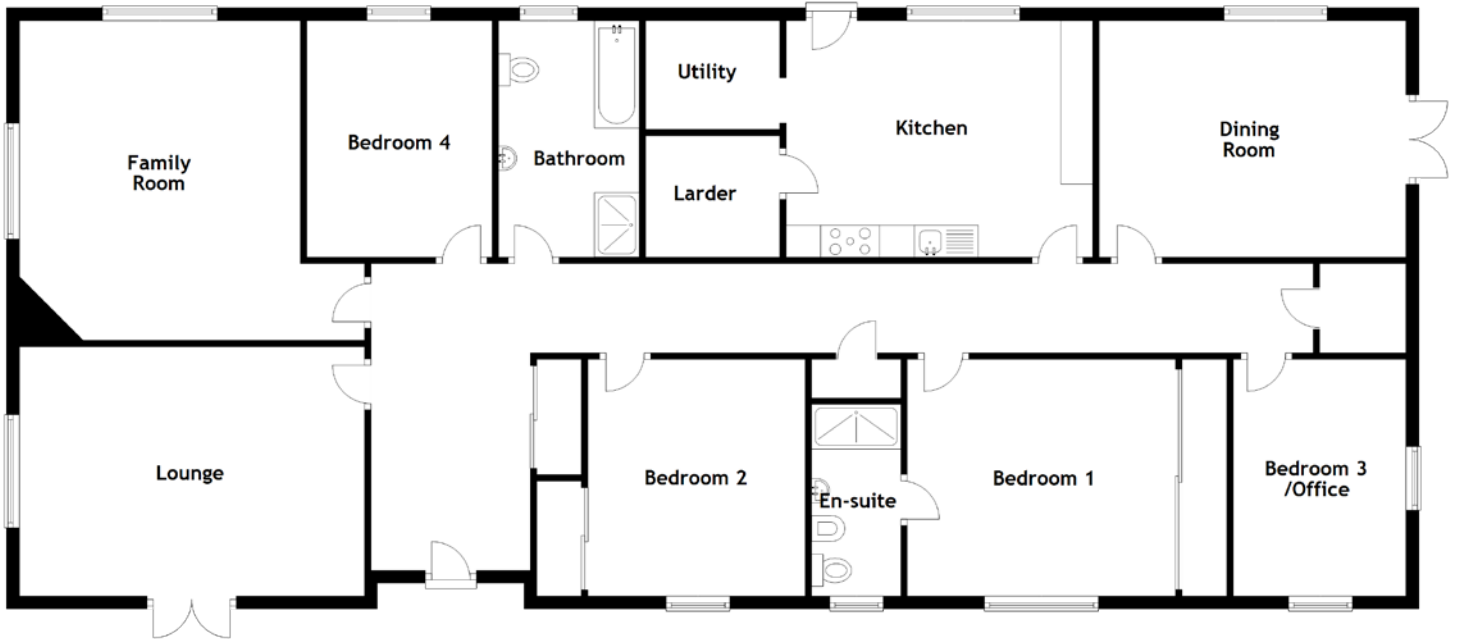 Utility
Kitchen
Dining
Room
Bedroom 4
Family
Room
Bathroom
Larder
Lounge
Bedroom 2
En-suite
Bedroom 1
Bedroom 3
/Office